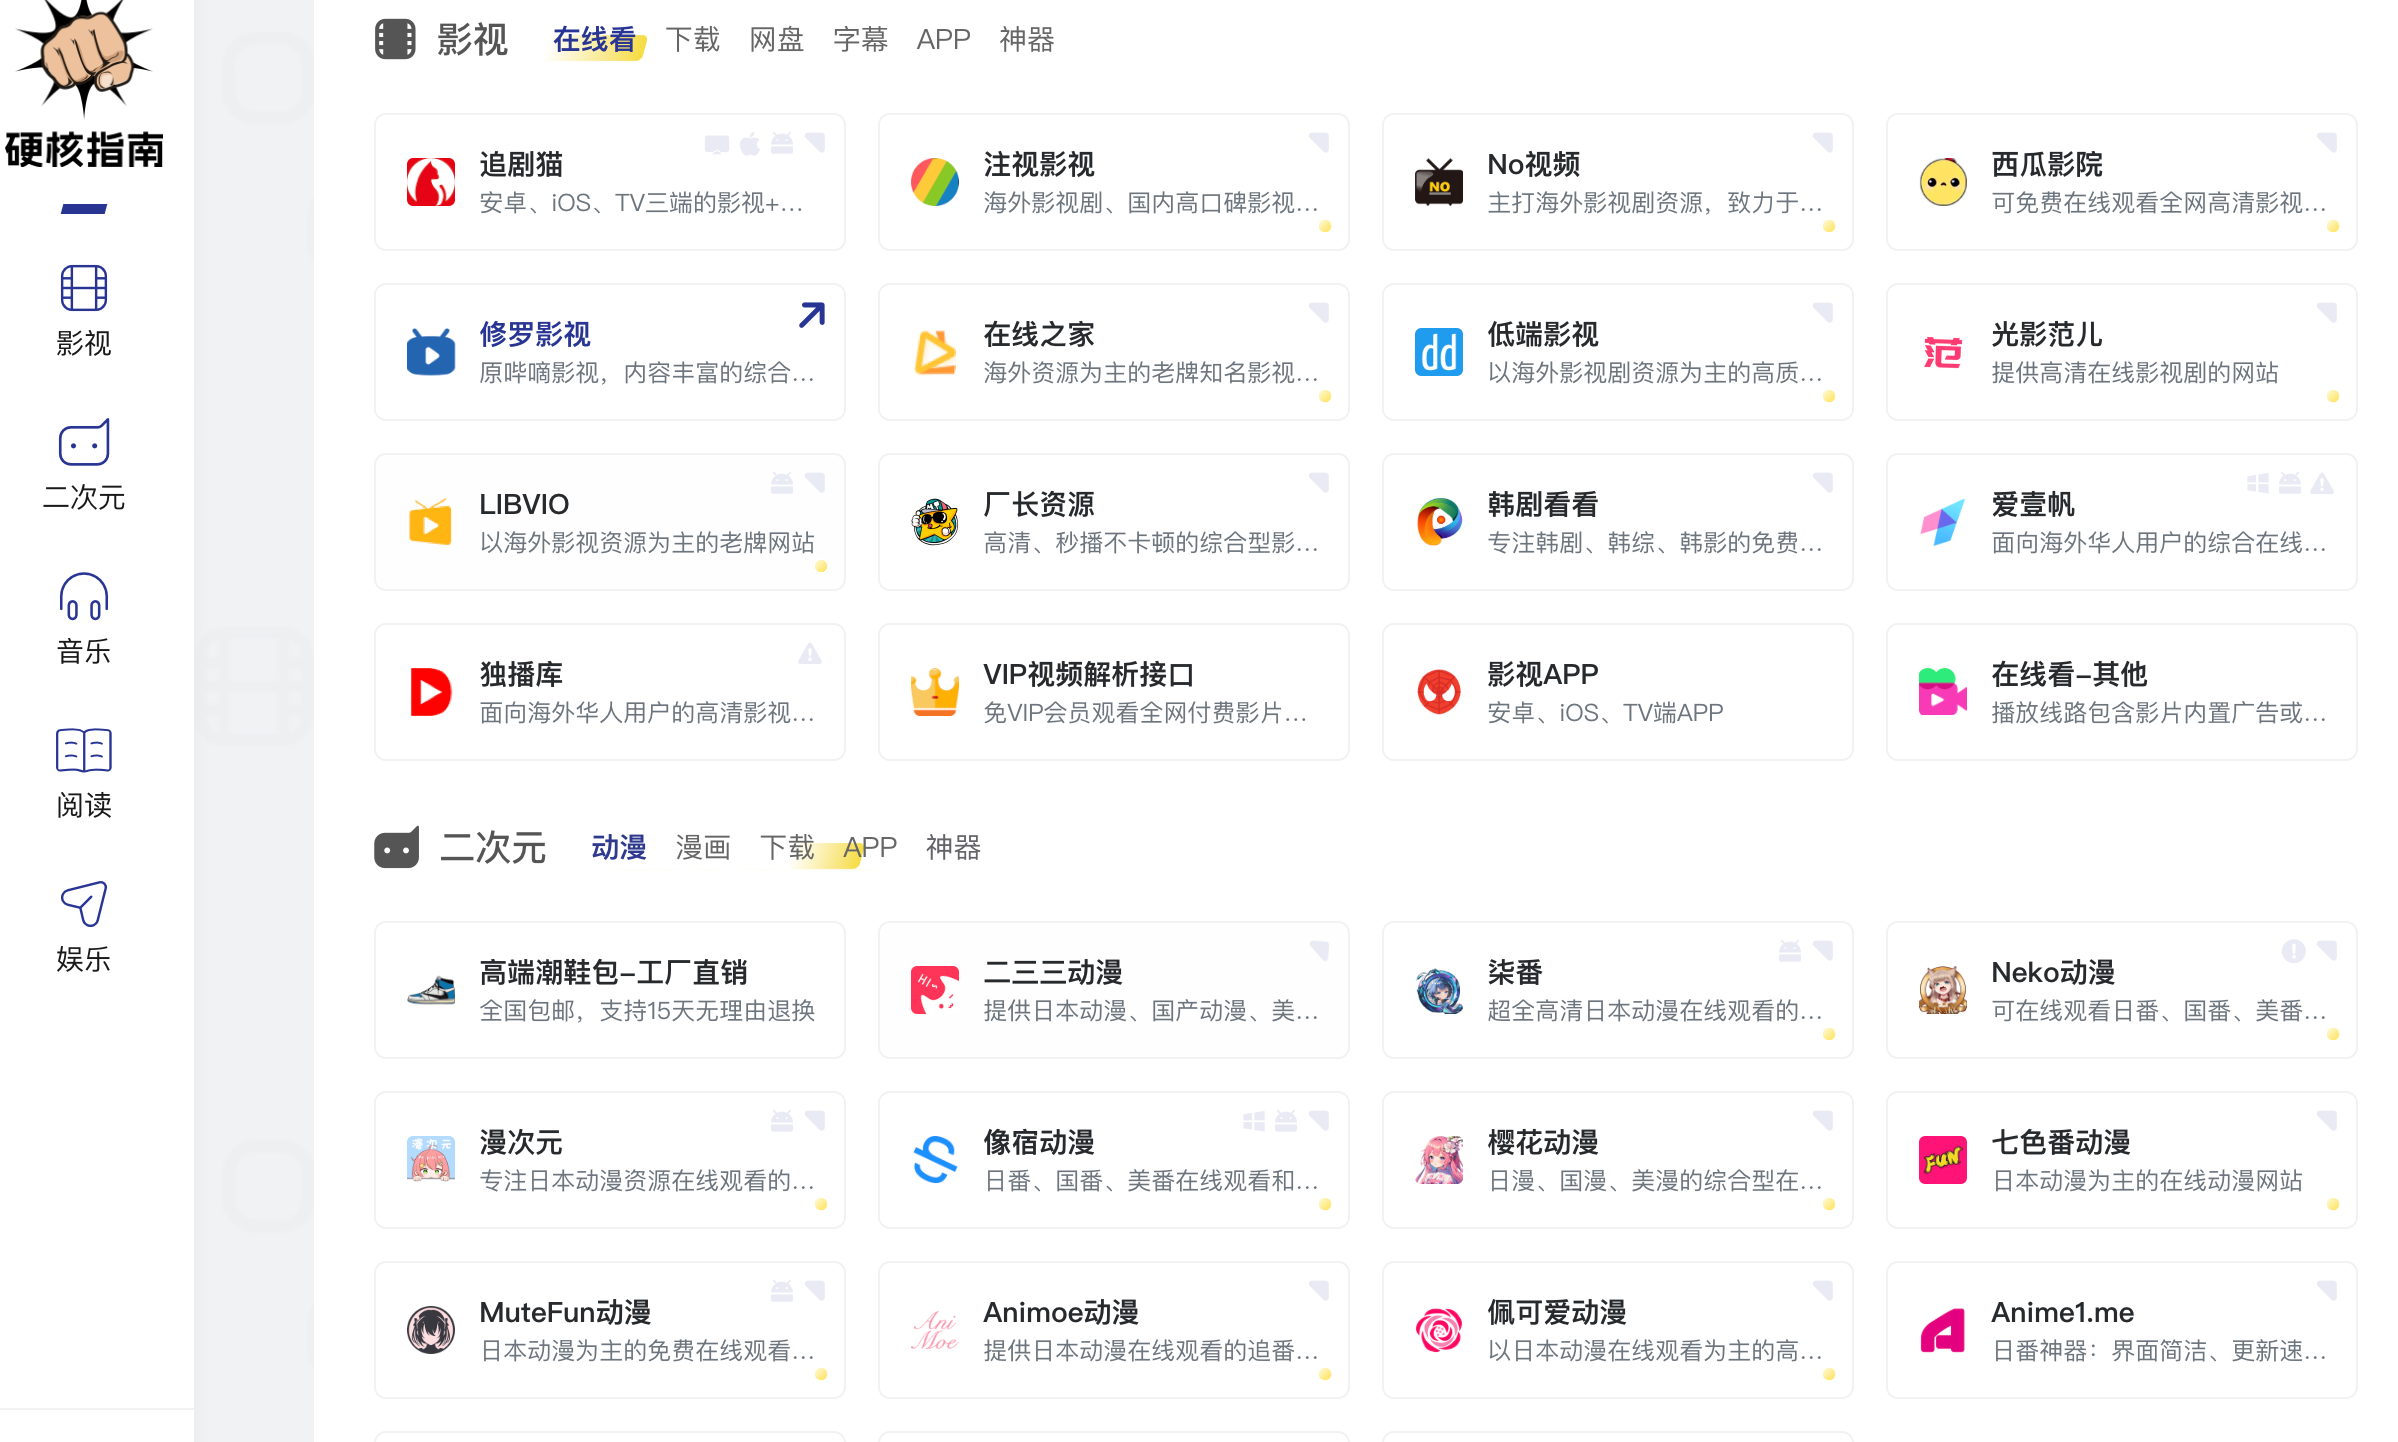 硬核指南
影视
二次元
音乐
阅读
娱乐
影视 在线看 下载 网盘 字幕 APP 神器
追剧猫
安卓、iOS、TV三端的影视+...
注视影视
海外影视剧、国内高口碑影视...
No视频
主打海外影视剧资源，致力于...
NO
西瓜影院
可免费在线观看全网高清影视...
修罗影视
原哔嘀影视，内容丰富的综合...
在线之家
海外资源为主的老牌知名影视...
dd
低端影视
以海外影视剧资源为主的高质...
范
光影范儿
提供高清在线影视剧的网站
LIBVIO
以海外影视资源为主的老牌网站
厂长资源
高清、秒播不卡顿的综合型影...
韩剧看看
专注韩剧、韩综、韩影的免费...
爱壹帆
面向海外华人用户的综合在线...
独播库
面向海外华人用户的高清影视...
VIP视频解析接口
免VIP会员观看全网付费影片...
影视APP
安卓、iOS、TV端APP
在线看-其他
播放线路包含影片内置广告或...
二次元 动漫 漫画 下载 APP 神器
高端潮鞋包-工厂直销
全国包邮，支持15天无理由退换
二三三动漫
提供日本动漫、国产动漫、美...
柒番
超全高清日本动漫在线观看的...
Neko动漫
可在线观看日番、国番、美番...
漫次元
漫次元
专注日本动漫资源在线观看的...
像宿动漫
日番、国番、美番在线观看和...
樱花动漫
日漫、国漫、美漫的综合型在...
FUN
七色番动漫
日本动漫为主的在线动漫网站
MuteFun动漫
日本动漫为主的免费在线观看...
Ani
Moe
Animoe动漫
提供日本动漫在线观看的追番...
佩可爱动漫
以日本动漫在线观看为主的高...
Anime1.me
日番神器：界面简洁、更新速...